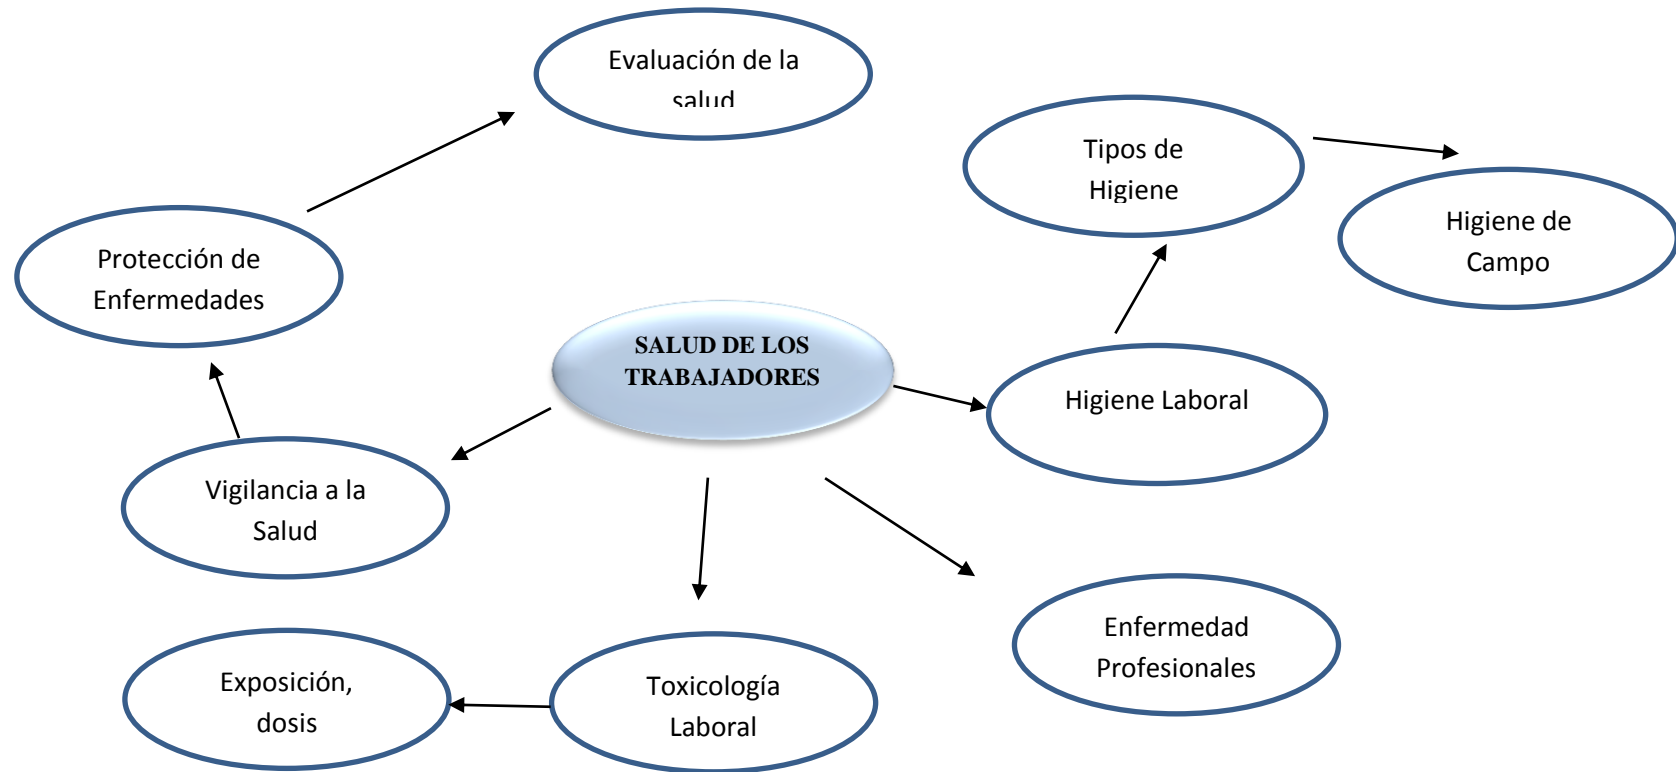 Evaluación de la
salud
Tipos de
Higiene
Higiene de
Campo
Protección de
Enfermedades
SALUD DE LOS
TRABAJADORES
Higiene Laboral
Vigilancia a la
Salud
Enfermedad
Profesionales
Exposición,
dosis
Toxicología
Laboral